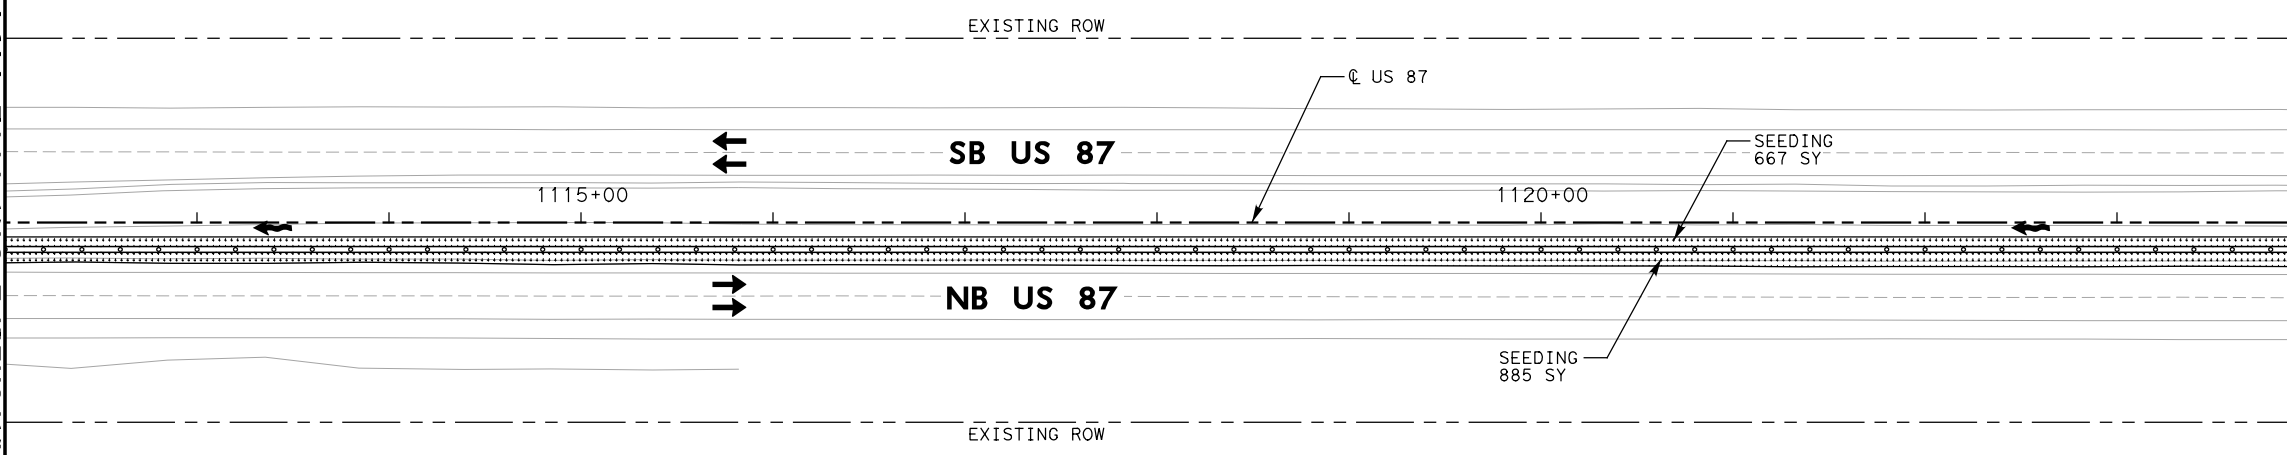 EXISTING ROW
℄ US 87
SEEDING
667 SY
SB US 87
1115+00
1120+00
NB US 87
SEEDING
885 SY
EXISTING ROW